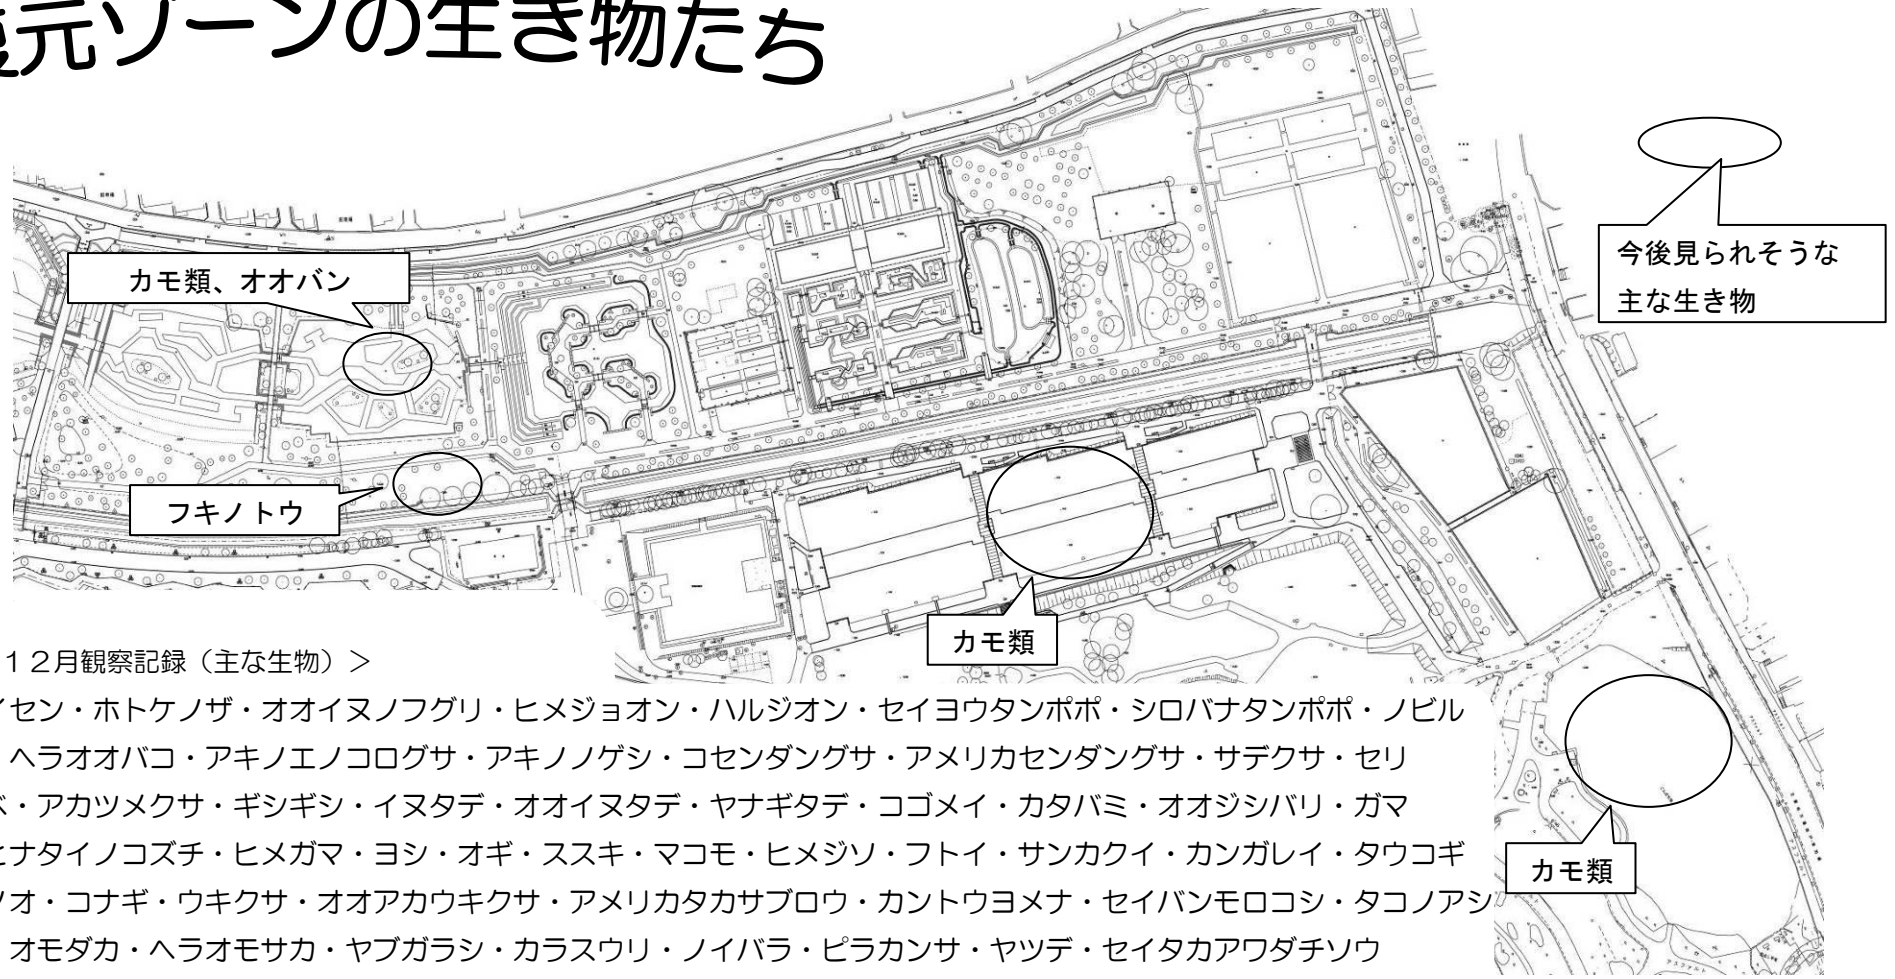 元ゾーンの生き物たち
カモ類、オオバン
今後見られそうな
主な生き物
フキノトウ
カモ類
カモ類
１２月観察記録（主な生物）＞
イセン・ホトケノザ・オオイヌノフグリ・ヒメジョオン・ハルジオン・セイヨウタンポポ・シロバナタンポポ・ノビル
ヘラオオバコ・アキノエノコログサ・アキノノゲシ・コセンダングサ・アメリカセンダングサ・サデクサ・セリ
・アカツメクサ・ギシギシ・イヌタデ・オオイヌタデ・ヤナギタデ・コゴメイ・カタバミ・オオジシバリ・ガマ
ヒナタイノコズチ・ヒメガマ・ヨシ・オギ・ススキ・マコモ・ヒメジソ・フトイ・サンカクイ・カンガレイ・タウコギ
オ・コナギ・ウキクサ・オオアカウキクサ・アメリカタカサブロウ・カントウヨメナ・セイバンモロコシ・タコノアシ
オモダカ・ヘラオモサカ・ヤブガラシ・カラスウリ・ノイバラ・ピラカンサ・ヤツデ・セイタカアワダチソウ